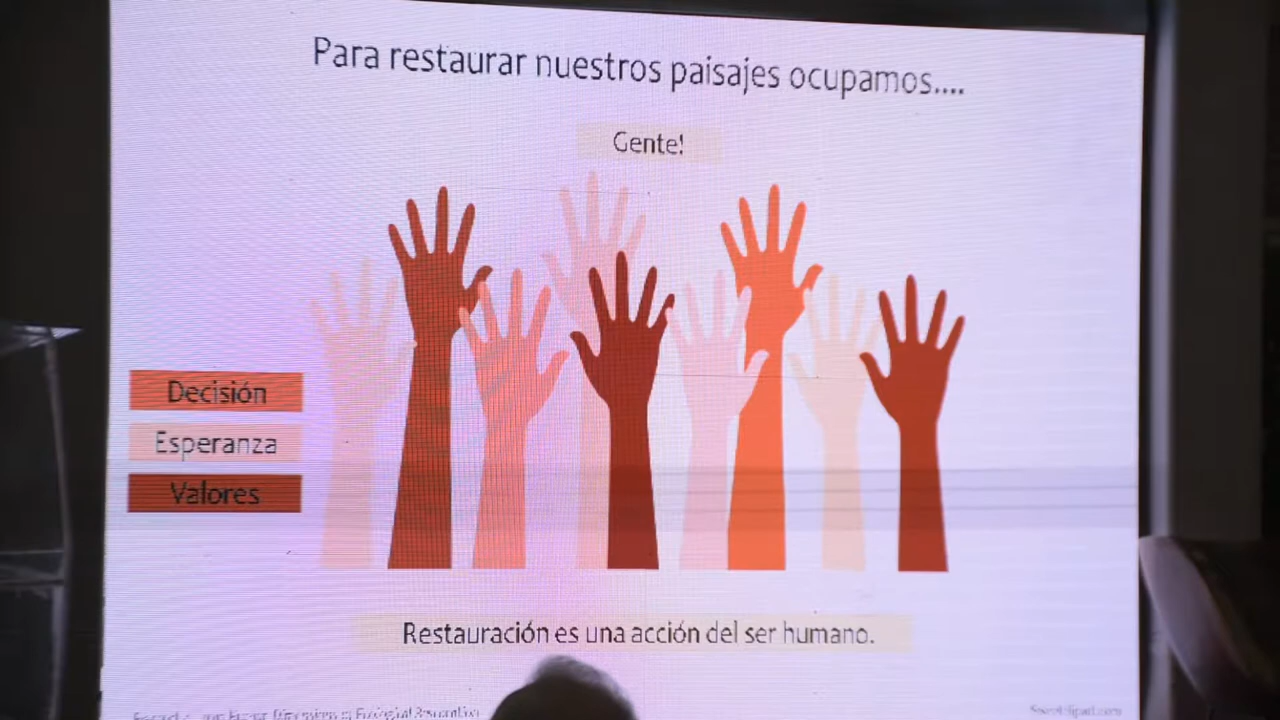 Para restaurar nuestros paisajes ocupamos....
Gente!
Decisión
Esperanza
Valores
Restauración es una acción del ser humano.